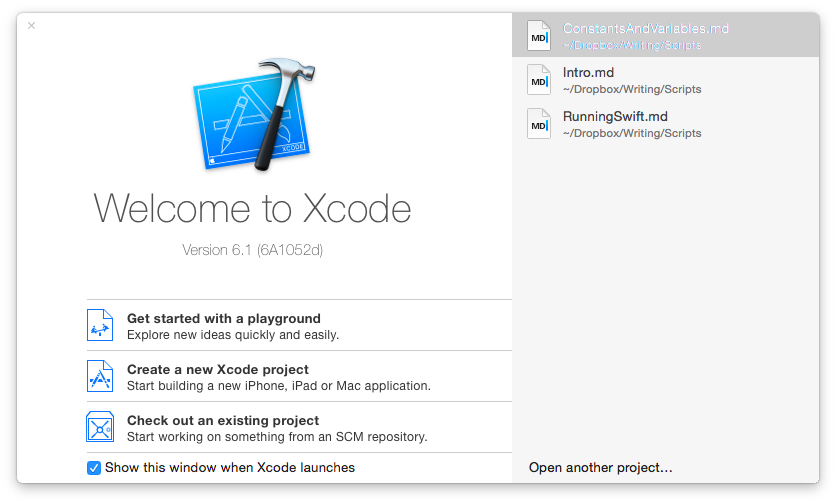 XCODE
Welcome to Xcode
Version 6.1 (6A1052d)
Get started with a playground
Explore new ideas quickly and easily.
Create a new Xcode project
Start building a new iPhone, iPad or Mac application.
Check out an existing project
Start working on something from an SCM repository.
Show this window when Xcode launches
MD
ConstantsAndVariables.md
~/Dropbox/Writing/Scripts
MD
Intro.md
~/Dropbox/Writing/Scripts
MD
RunningSwift.md
~/Dropbox/Writing/Scripts
Open another project...